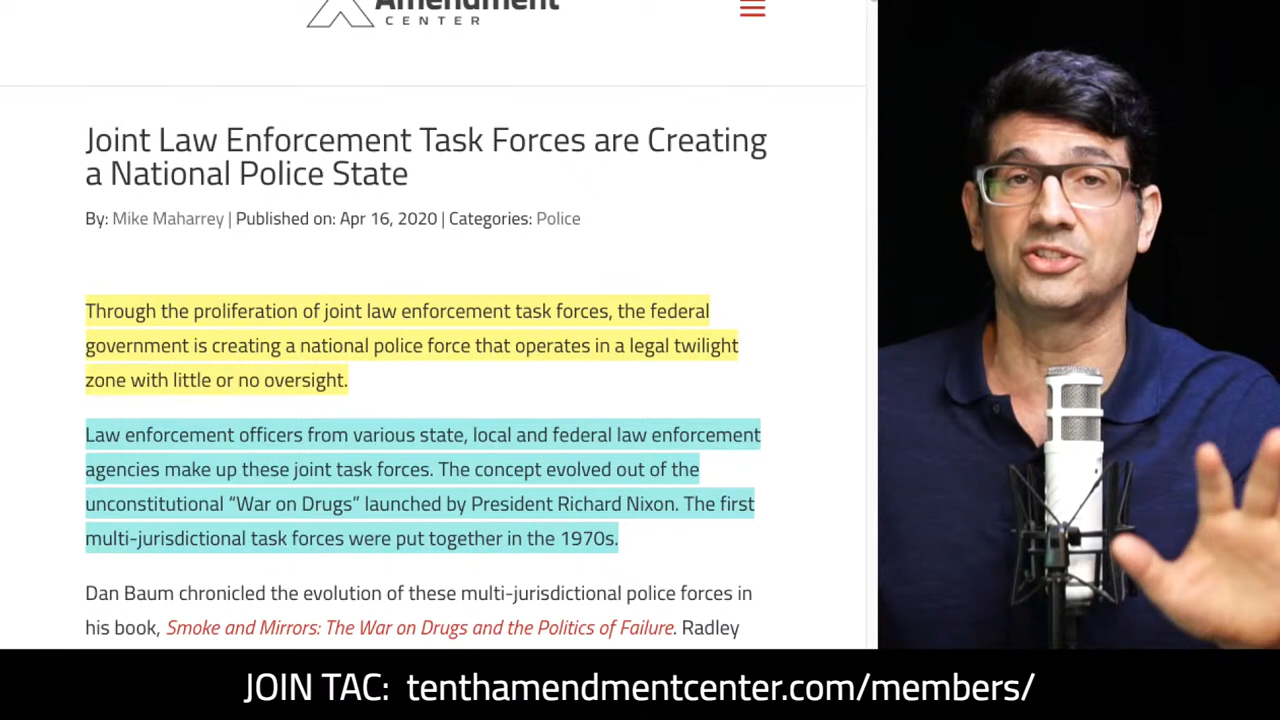 Amendment
CENTER
Joint Law Enforcement Task Forces are Creating
a National Police State
By: Mike Maharrey | Published on: Apr 16, 2020 | Categories: Police
Through the proliferation of joint law enforcement task forces, the federal
government is creating a national police force that operates in a legal twilight
zone with little or no oversight.
Law enforcement officers from various state, local and federal law enforcement
agencies make up these joint task forces. The concept evolved out of the
unconstitutional “War on Drugs” launched by President Richard Nixon. The first
multi-jurisdictional task forces were put together in the 1970s.
Dan Baum chronicled the evolution of these multi-jurisdictional police forces in
his book, Smoke and Mirrors: The War on Drugs and the Politics of Failure. Radley
JOIN TAC: tenthamendmentcenter.com/members/